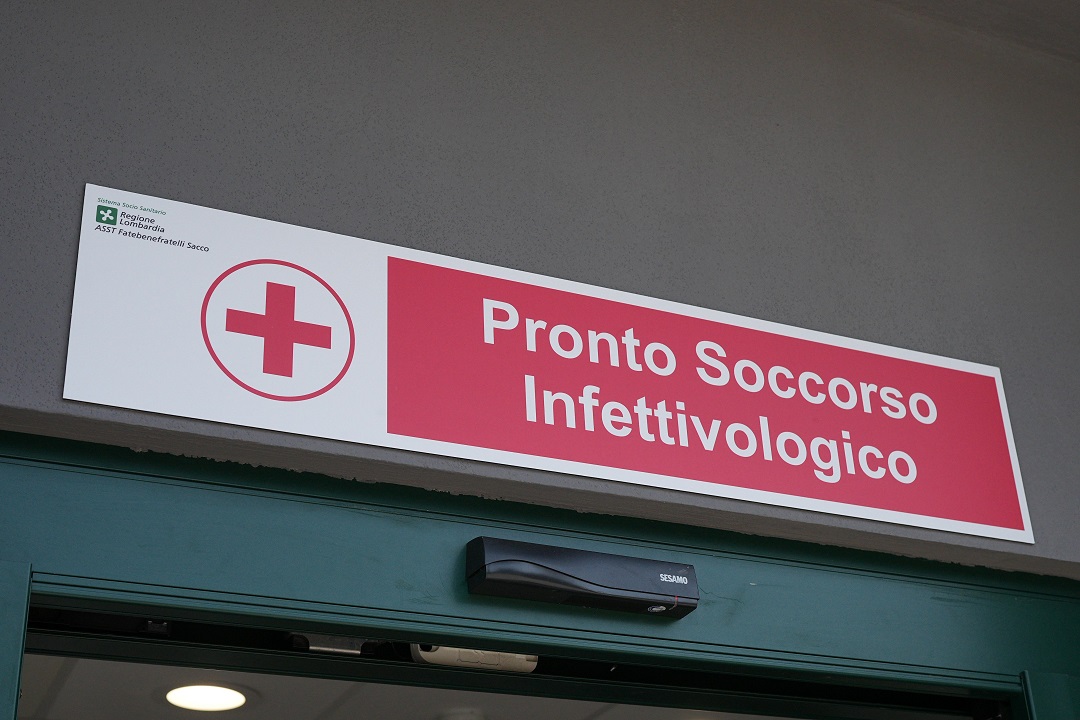 Sistema Socio Sanitario
Regione
Lombardia
ASST Fatebenefratelli Sacco
Pronto Soccorso
Infettivologico
SESAMO